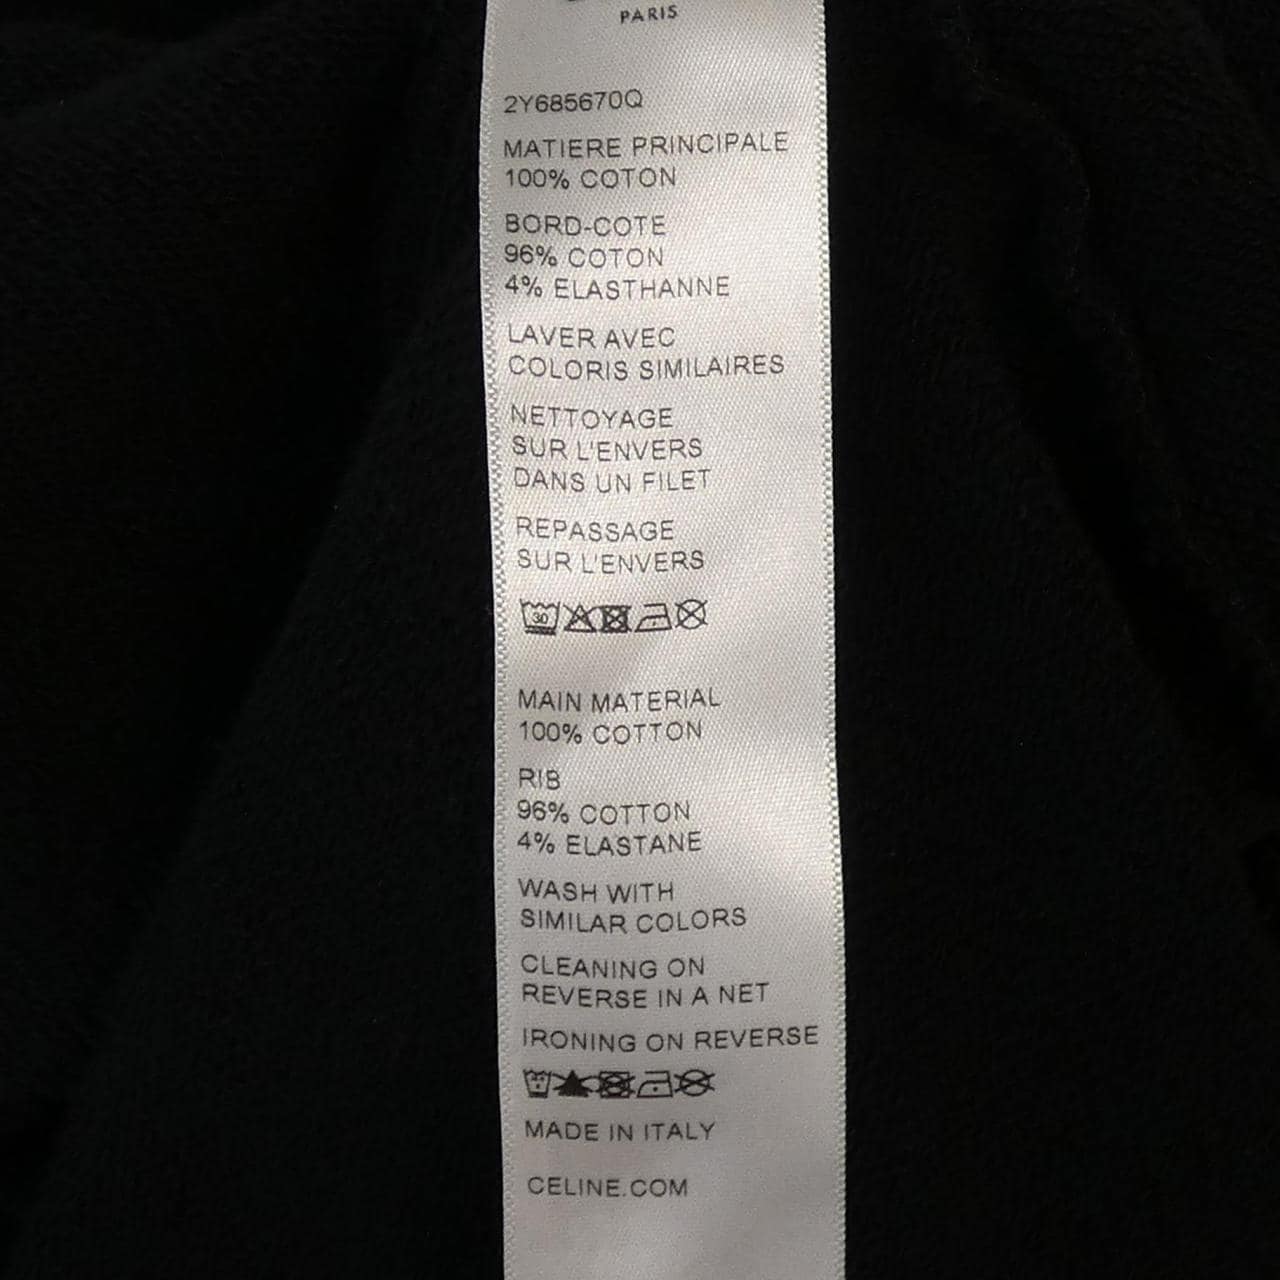 PARIS
2Y685670Q
MATIERE PRINCIPALE
100% COTON
BORD-COTE
96% COTON
4% ELASTHANNE
LAVER AVEC
COLORIS SIMILAIRES
NETTOYAGE
SUR L'ENVERS
DANS UN FILET
REPASSAGE
SUR L'ENVERS
30
MAIN MATERIAL
100% COTTON
RIB
96% COTTON
4% ELASTANE
WASH WITH
SIMILAR COLORS
CLEANING ON
REVERSE IN A NET
IRONING ON REVERSE
MADE IN ITALY
CELINE.COM